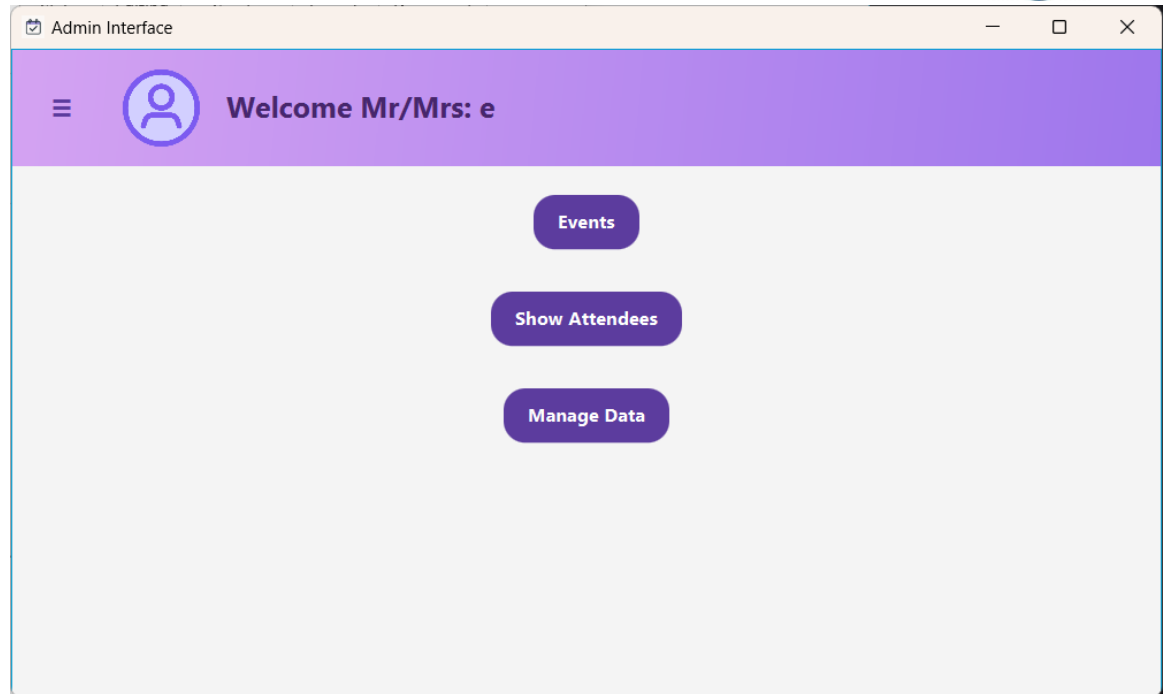 Admin Interface
Welcome Mr/Mrs: e
Events
Show Attendees
Manage Data